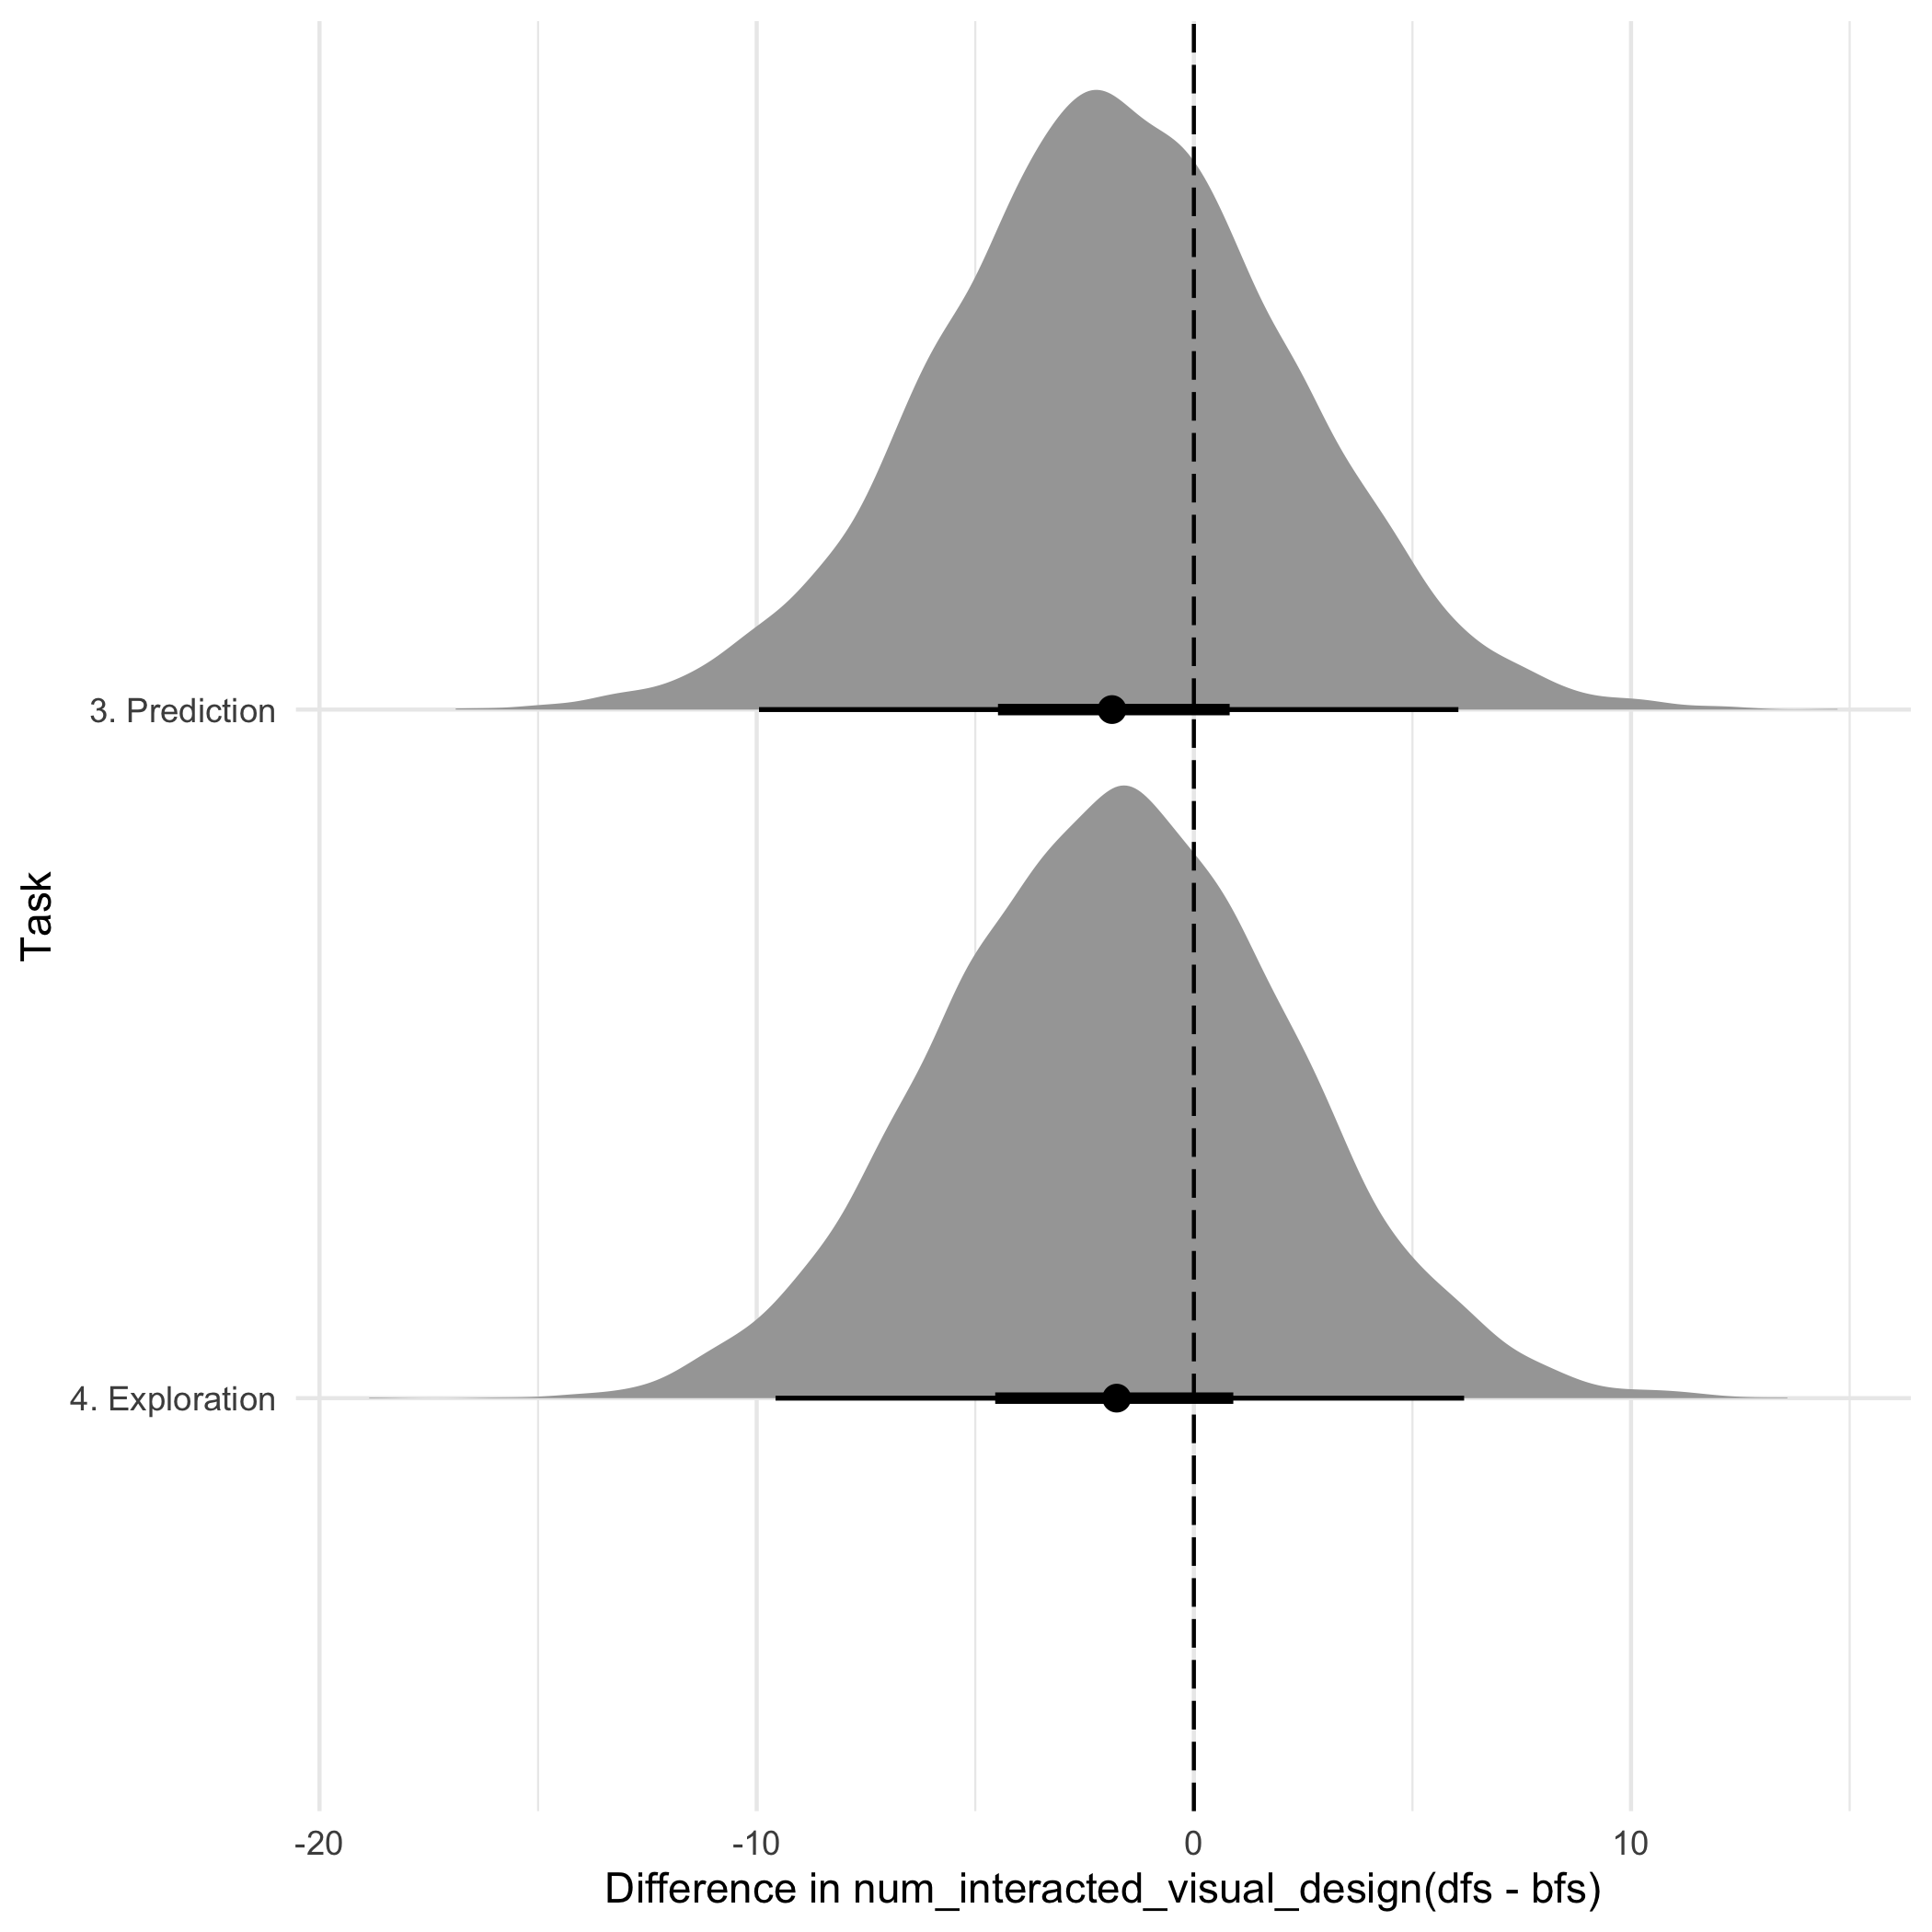 Task
3. Prediction
4. Exploration
-20 -10 0 10
Difference in num_interacted_visual_design(dfs - bfs)